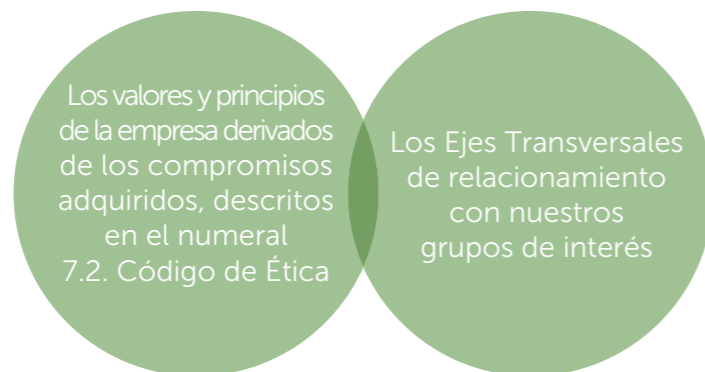 Los valores y principios
de la empresa derivados
de los compromisos
adquiridos, descritos
en el numeral
7.2. Código de Ética
Los Ejes Transversales
de relacionamiento
con nuestros
grupos de interés